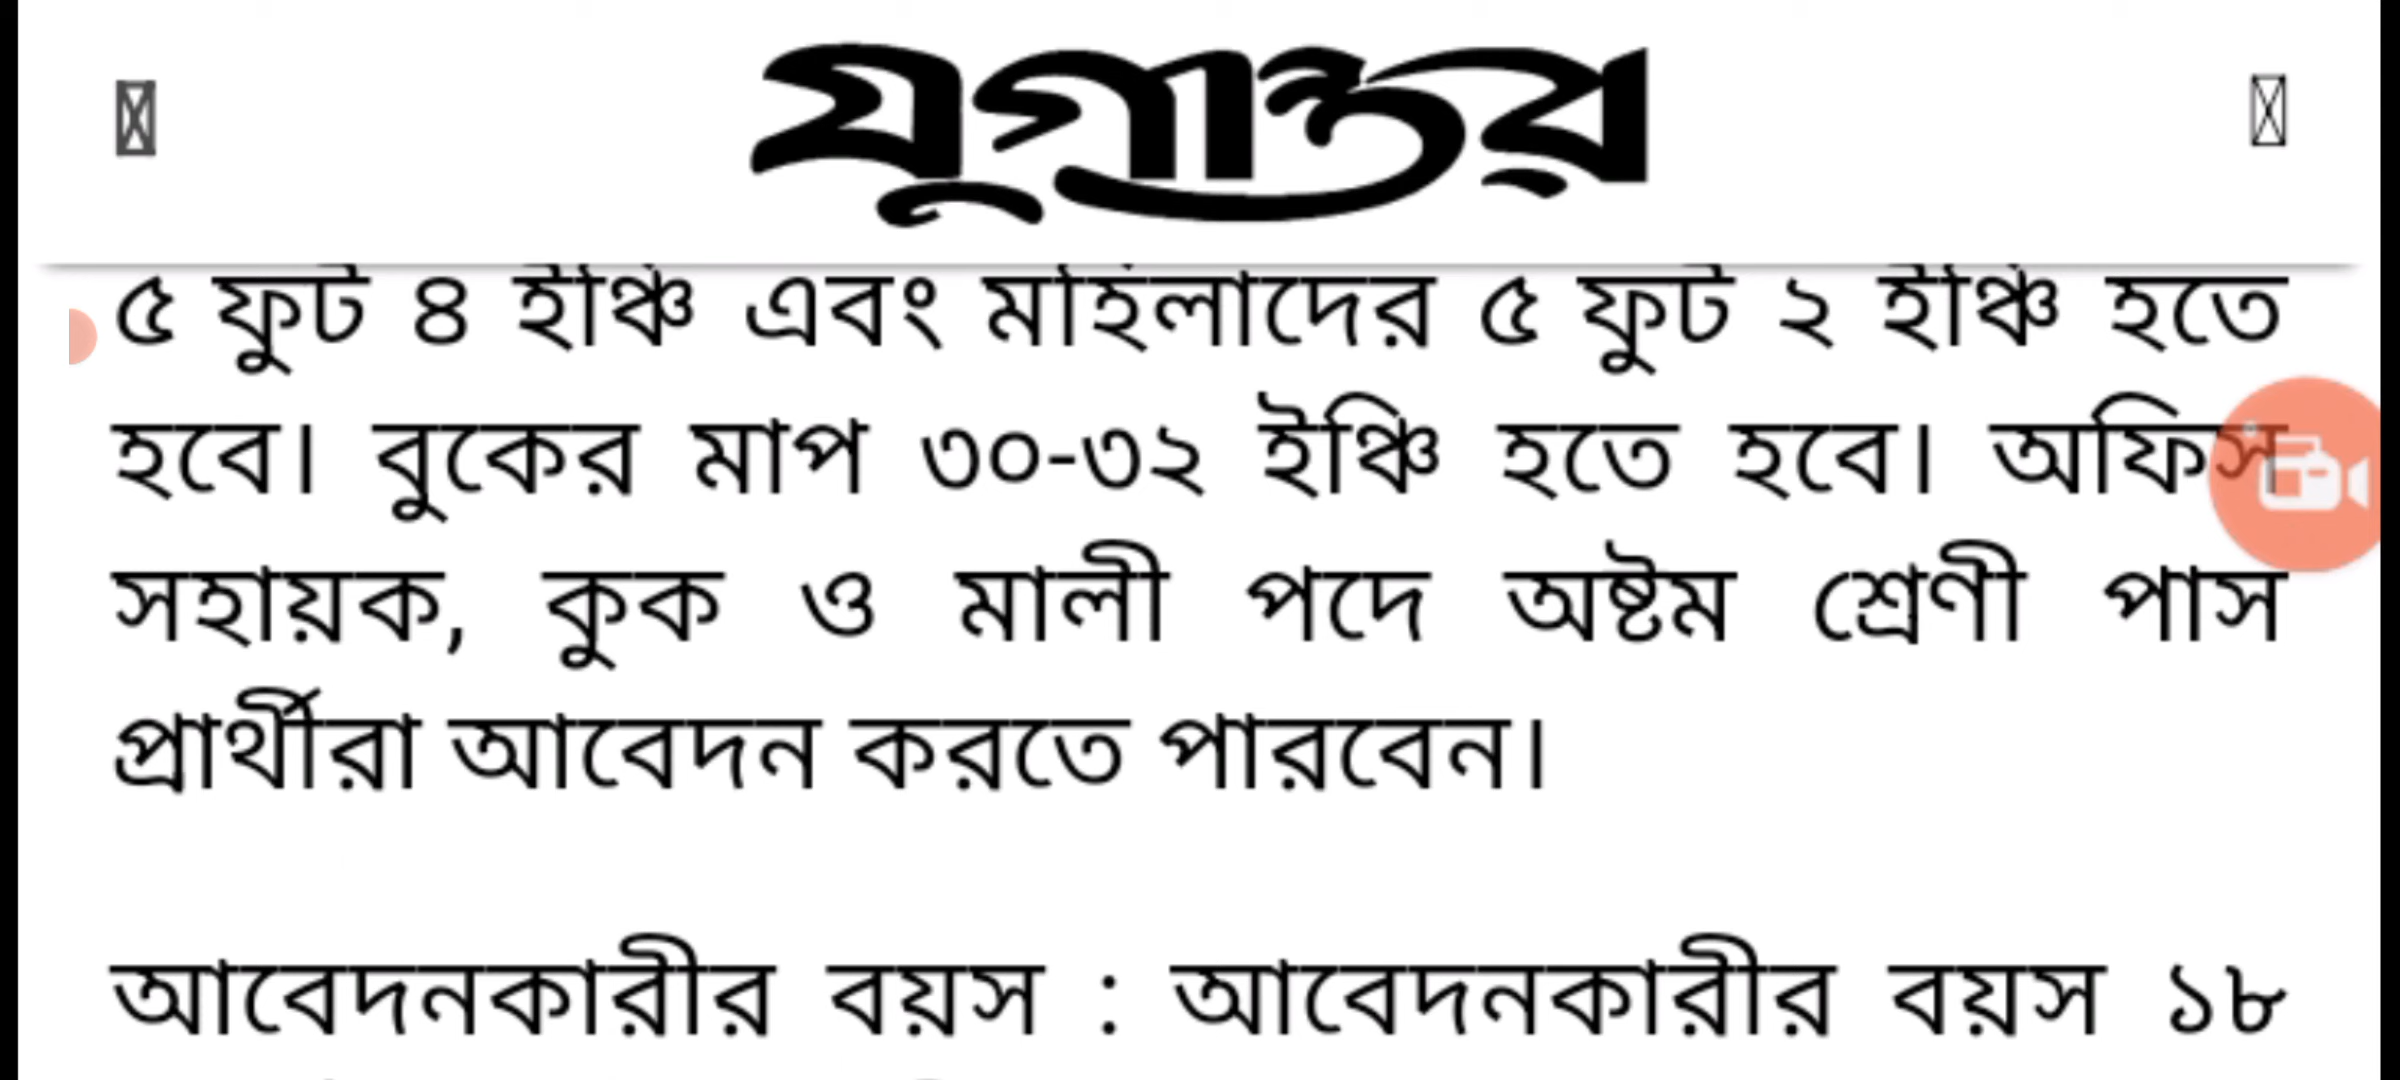 যুগান্তর
৫ ফুট ৪ ইঞ্চি এবং মহিলাদের ৫ ফুট ২ ইঞ্চি হতে
হবে। বুকের মাপ ৩০-৩২ ইঞ্চি হতে হবে। অফিস
সহায়ক, কুক ও মালী পদে অষ্টম শ্রেণী পাস
প্রার্থীরা আবেদন করতে পারবেন।
আবেদনকারীর বয়স : আবেদনকারীর বয়স ১৮